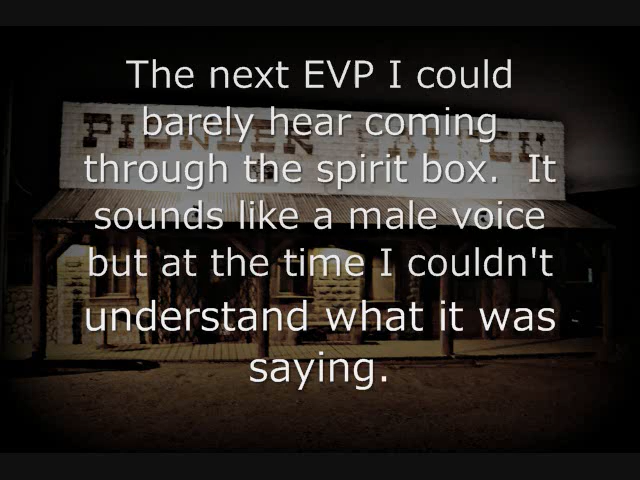 The next EVP I could
barely hear coming
through the spirit box.  It
sounds like a male voice
but at the time I couldn't
understand what it was
saying.
PIONEER